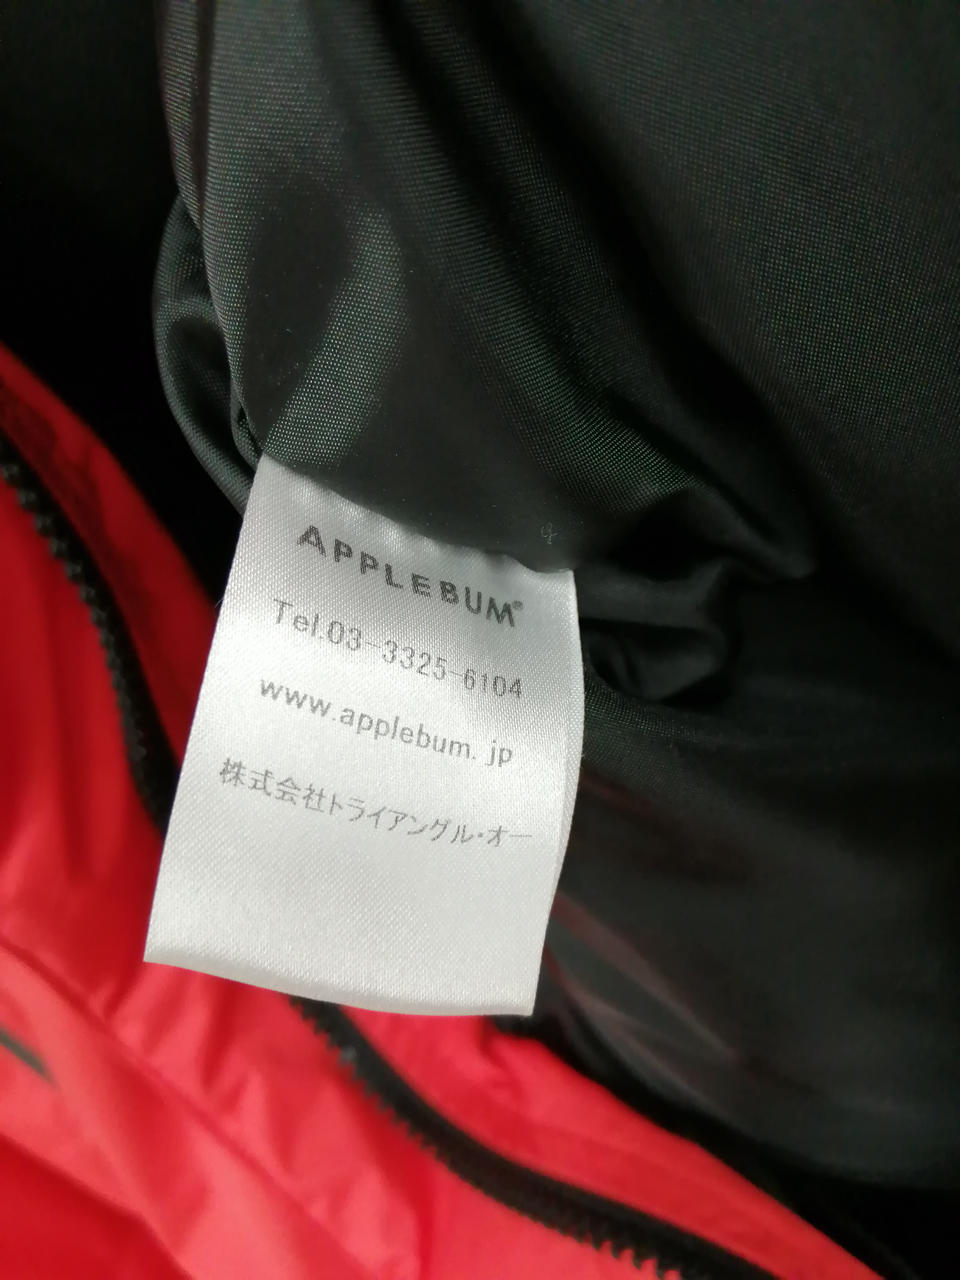 APPLEBUM®
Tel.03-3325-6104
www.applebum.jp
株式会社トライアングル・オー